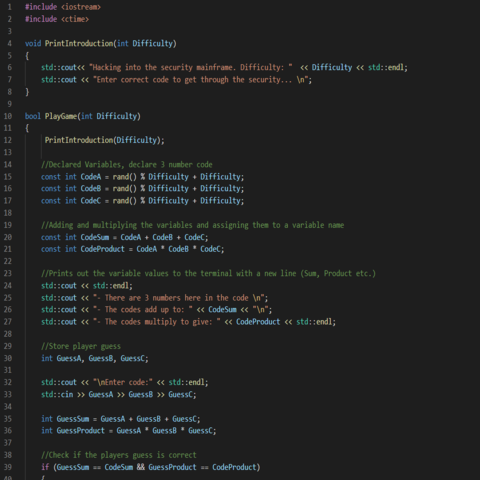 1 #include <iostream>
2 #include <ctime>
3
4 void PrintIntroduction(int Difficulty)
5 {
6 std::cout<< "Hacking into the security mainframe. Difficulty: "  << Difficulty << std::endl;
7 std::cout << "Enter correct code to get through the security... \n";
8 }
9
10 bool PlayGame(int Difficulty)
11 {
12 PrintIntroduction(Difficulty);
13
14 //Declared Variables, declare 3 number code
15 const int CodeA = rand() % Difficulty + Difficulty;
16 const int CodeB = rand() % Difficulty + Difficulty;
17 const int CodeC = rand() % Difficulty + Difficulty;
18
19 //Adding and multiplying the variables and assigning them to a variable name
20 const int CodeSum = CodeA + CodeB + CodeC;
21 const int CodeProduct = CodeA * CodeB * CodeC;
22
23 //Prints out the variable values to the terminal with a new line (Sum, Product etc.)
24 std::cout << std::endl;
25 std::cout << "- There are 3 numbers here in the code \n";
26 std::cout << "- The codes add up to: " << CodeSum << "\n";
27 std::cout << "- The codes multiply to give: " << CodeProduct << std::endl;
28
29 //Store player guess
30 int GuessA, GuessB, GuessC;
31
32 std::cout << "\nEnter code:" << std::endl;
33 std::cin >> GuessA >> GuessB >> GuessC;
34
35 int GuessSum = GuessA + GuessB + GuessC;
36 int GuessProduct = GuessA * GuessB * GuessC;
37
38 //Check if the players guess is correct
39 if (GuessSum == CodeSum && GuessProduct == CodeProduct)
40 {